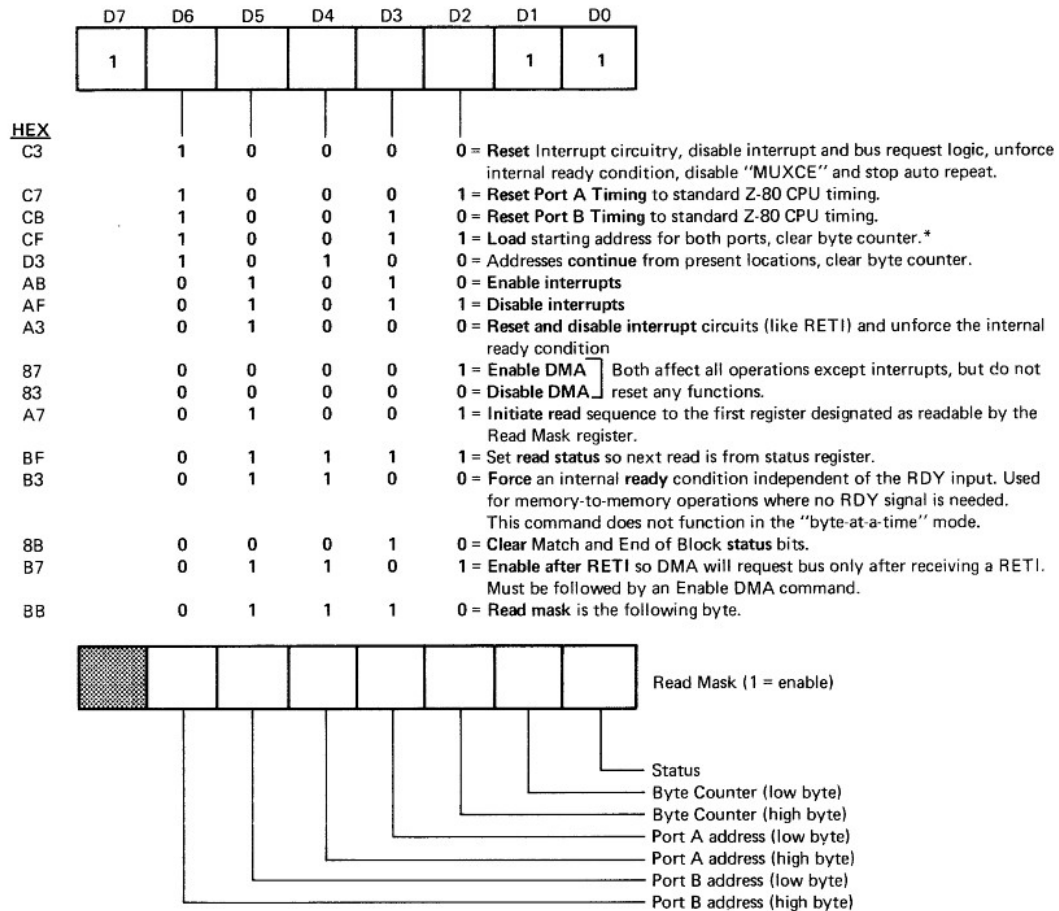 D7 D6 D5 D4 D3 D2 D1 D0
1 1 1
HEX
C3 1 0 0 0 0 = Reset Interrupt circuitry, disable interrupt and bus request logic, unforce
internal ready condition, disable "MUXCE" and stop auto repeat.
C7 1 0 0 0 1 = Reset Port A Timing to standard Z-80 CPU timing.
CB 1 0 0 1 0 = Reset Port B Timing to standard Z-80 CPU timing.
CF 1 0 0 1 1 = Load starting address for both ports, clear byte counter.*
D3 1 0 1 0 0 = Addresses continue from present locations, clear byte counter.
AB 0 1 0 1 0 = Enable interrupts
AF 0 1 0 1 1 = Disable interrupts
A3 0 1 0 0 0 = Reset and disable interrupt circuits (like RETI) and unforce the internal
ready condition
87 0 0 0 0 1 = Enable DMA Both affect all operations except interrupts, but do not
83 0 0 0 0 0 = Disable DMA reset any functions.
A7 0 1 0 0 1 = Initiate read sequence to the first register designated as readable by the
Read Mask register.
BF 0 1 1 1 1 = Set read status so next read is from status register.
B3 0 1 1 0 0 = Force an internal ready condition independent of the RDY input. Used
for memory-to-memory operations where no RDY signal is needed.
This command does not function in the "byte-at-a-time" mode.
8B 0 0 0 1 0 = Clear Match and End of Block status bits.
B7 0 1 1 0 1 = Enable after RETI so DMA will request bus only after receiving a RETI.
Must be followed by an Enable DMA command.
BB 0 1 1 1 0 = Read mask is the following byte.
Read Mask (1 = enable)
Status
Byte Counter (low byte)
Byte Counter (high byte)
Port A address (low byte)
Port A address (high byte)
Port B address (low byte)
Port B address (high byte)